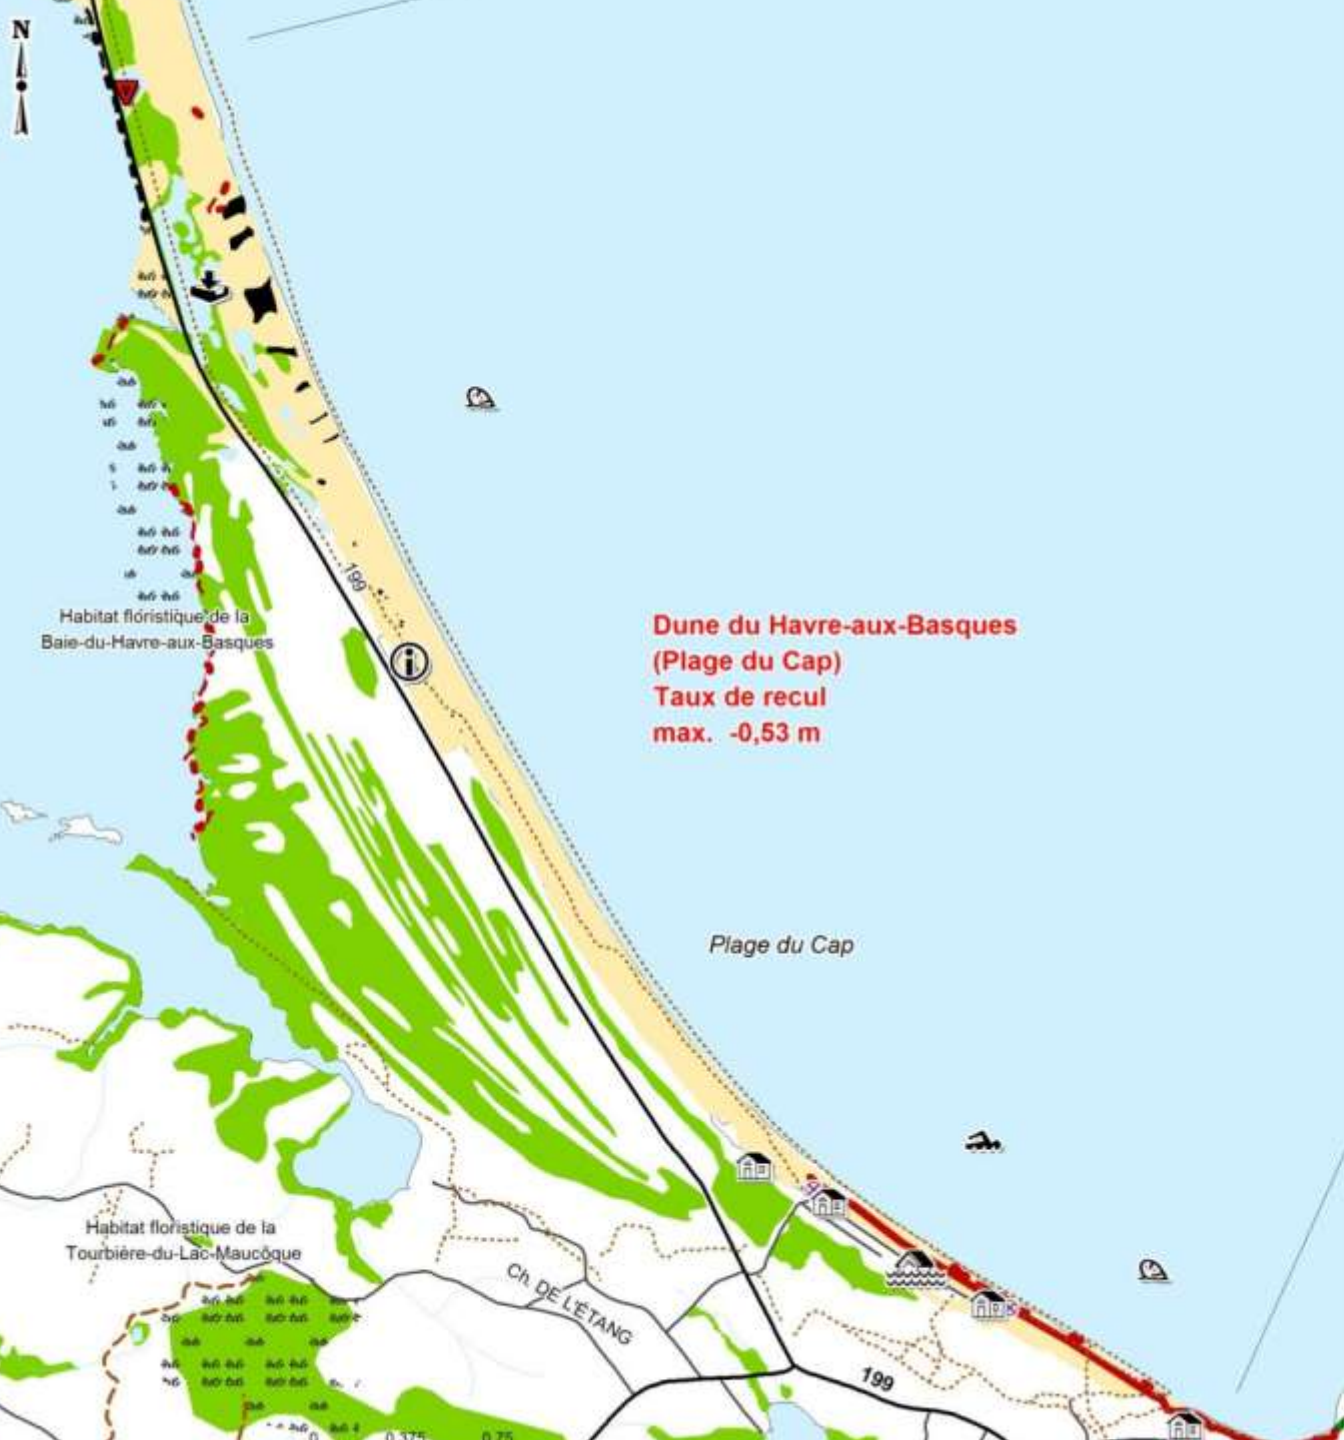 N
199
Habitat floristique de la
Baie-du-Havre-aux-Basques
Dune du Havre-aux-Basques
(Plage du Cap)
Taux de recul
max. -0,53 m
Plage du Cap
Habitat floristique de la
Tourbière-du-Lac-Maucôque
Ch. DE L'ÉTANG
199
0 0,375 0,75